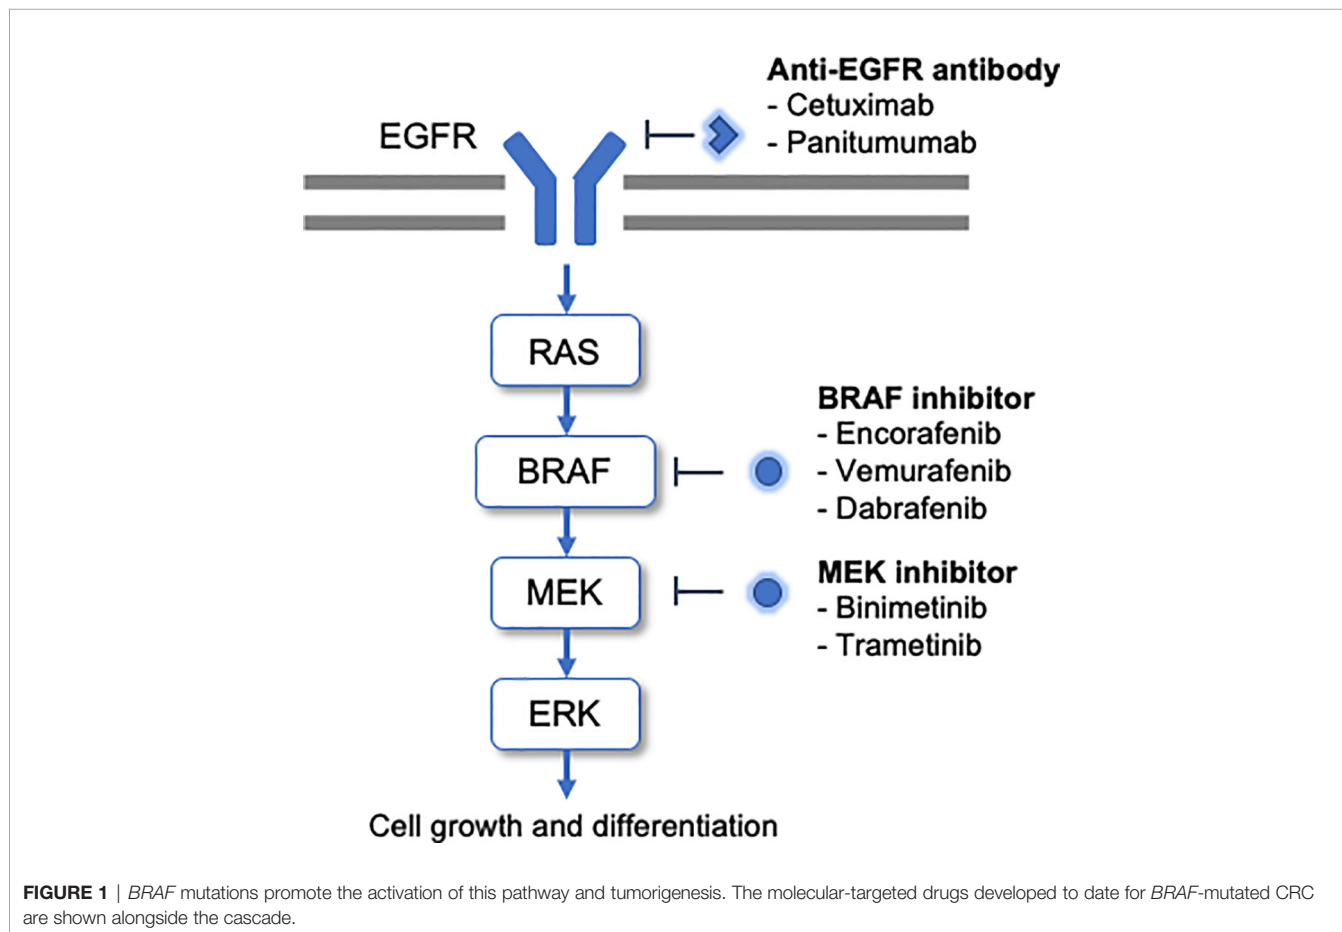 Anti-EGFR antibody
- Cetuximab
- Panitumumab
EGFR
RAS
BRAF inhibitor
- Encorafenib
- Vemurafenib
- Dabrafenib
BRAF
MEK inhibitor
- Binimetinib
- Trametinib
MEK
ERK
Cell growth and differentiation
FIGURE 1 | BRAF mutations promote the activation of this pathway and tumorigenesis. The molecular-targeted drugs developed to date for BRAF-mutated CRC
are shown alongside the cascade.